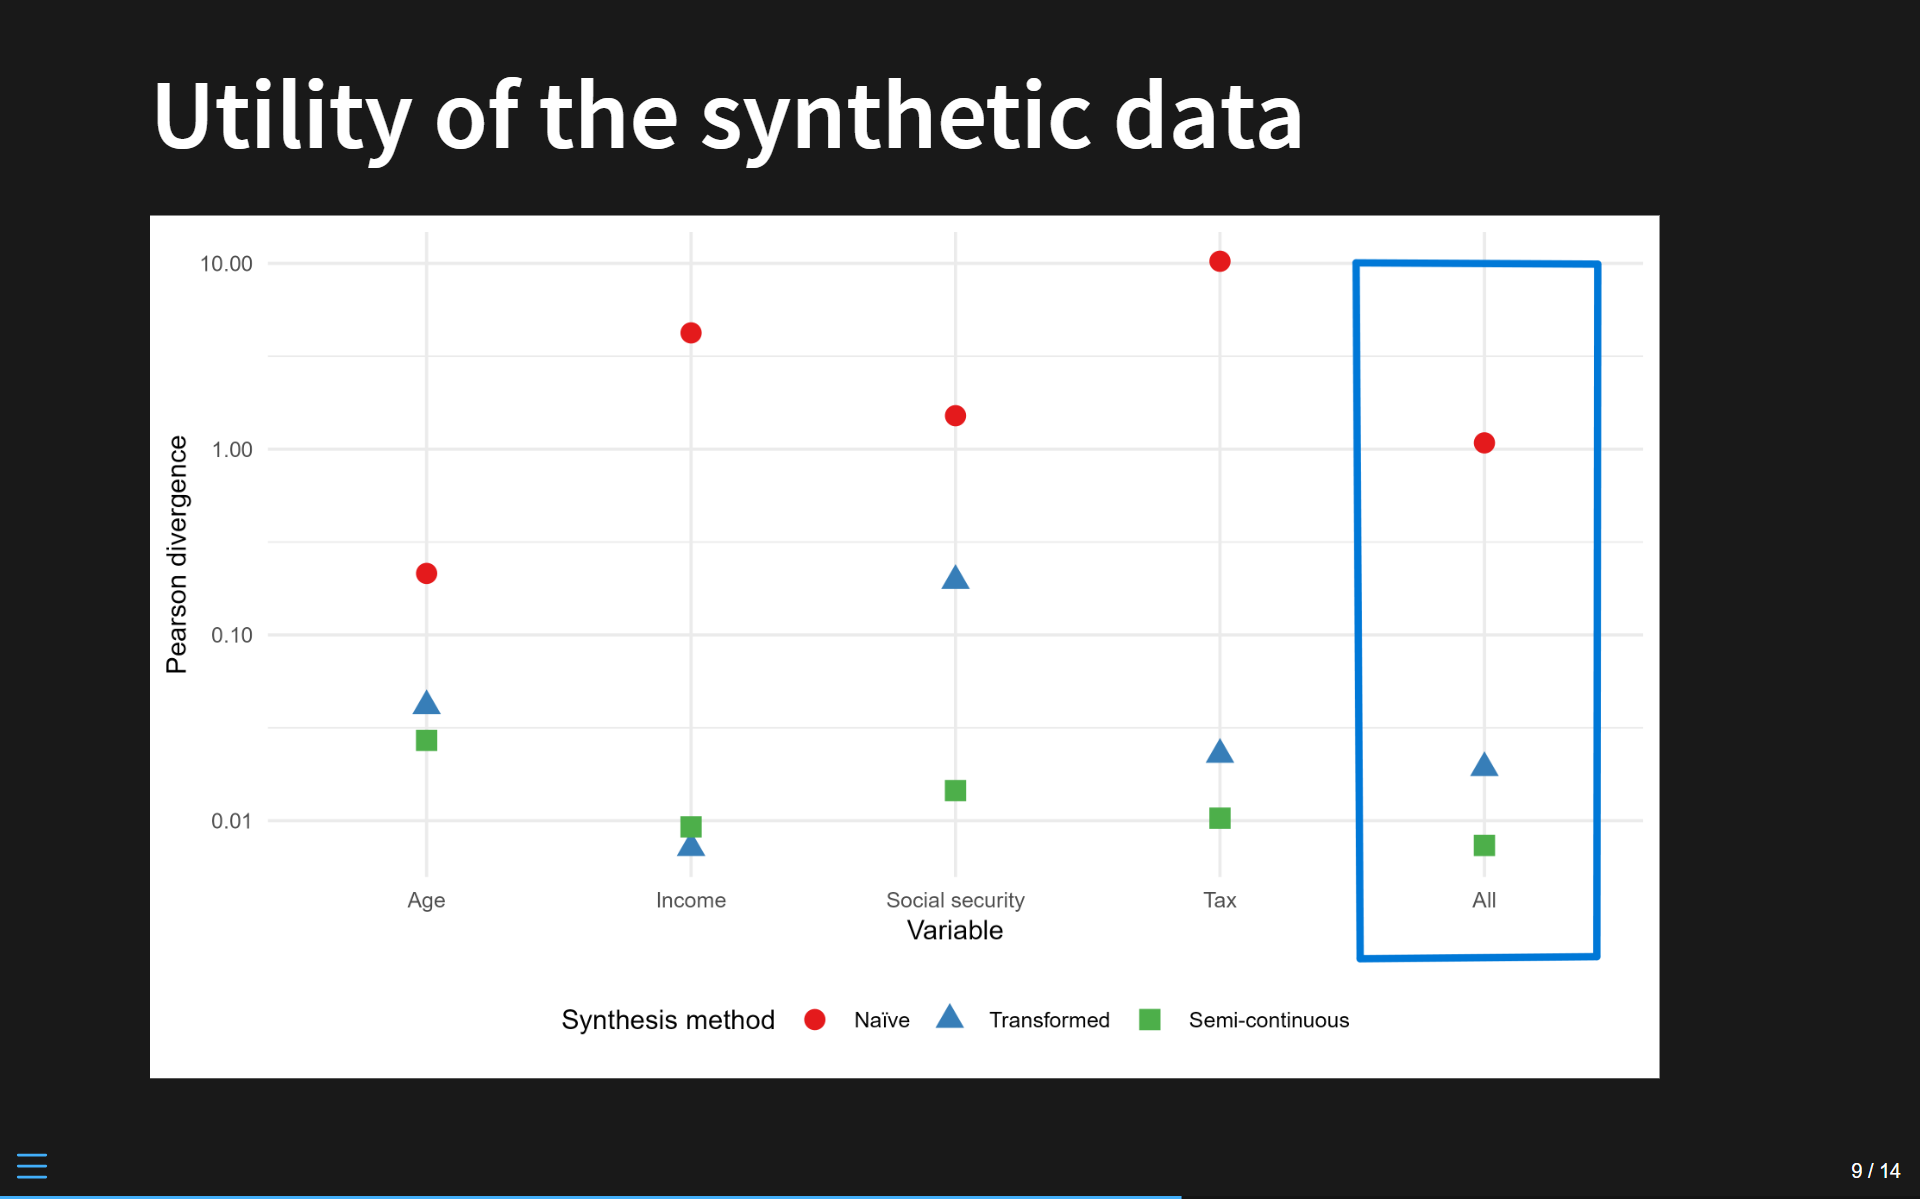 Utility of the synthetic data
10.00
1.00
0.10
0.01
Pearson divergence
Age Income Social security Tax All
Variable
Synthesis method Naïve Transformed Semi-continuous
9 / 14